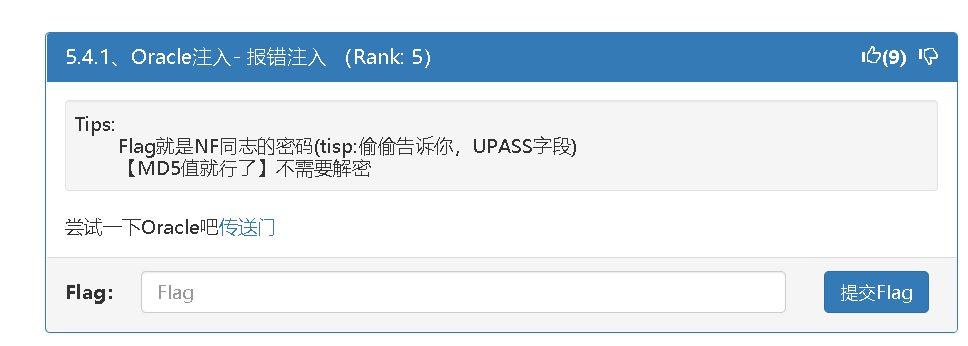 5.4.1、Oracle注入 - 报错注入 (Rank: 5)
(9)
Tips:
Flag就是NF同志的密码(tisp:偷偷告诉你，UPASS字段)
【MD5值就行了】不需要解密
尝试一下Oracle吧传送门
Flag:
Flag
提交Flag